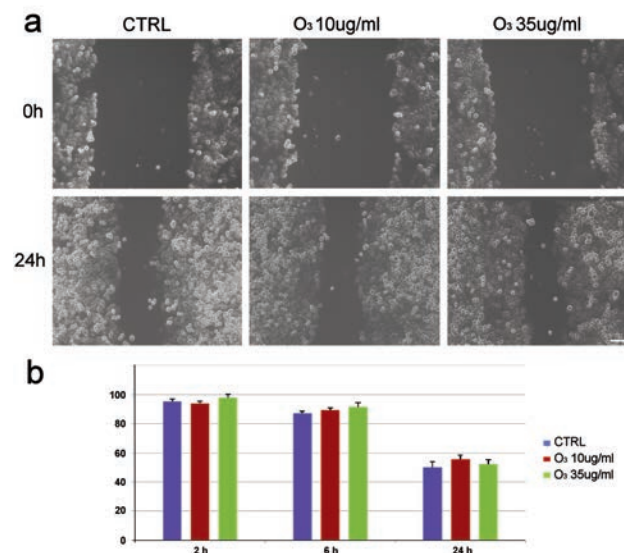 a
CTRL O₃ 10ug/ml O₃ 35ug/ml
0h
24h
b
100
80
60
40
20
0
2 h 6 h 24 h
CTRL
O₃ 10ug/ml
O₃ 35ug/ml